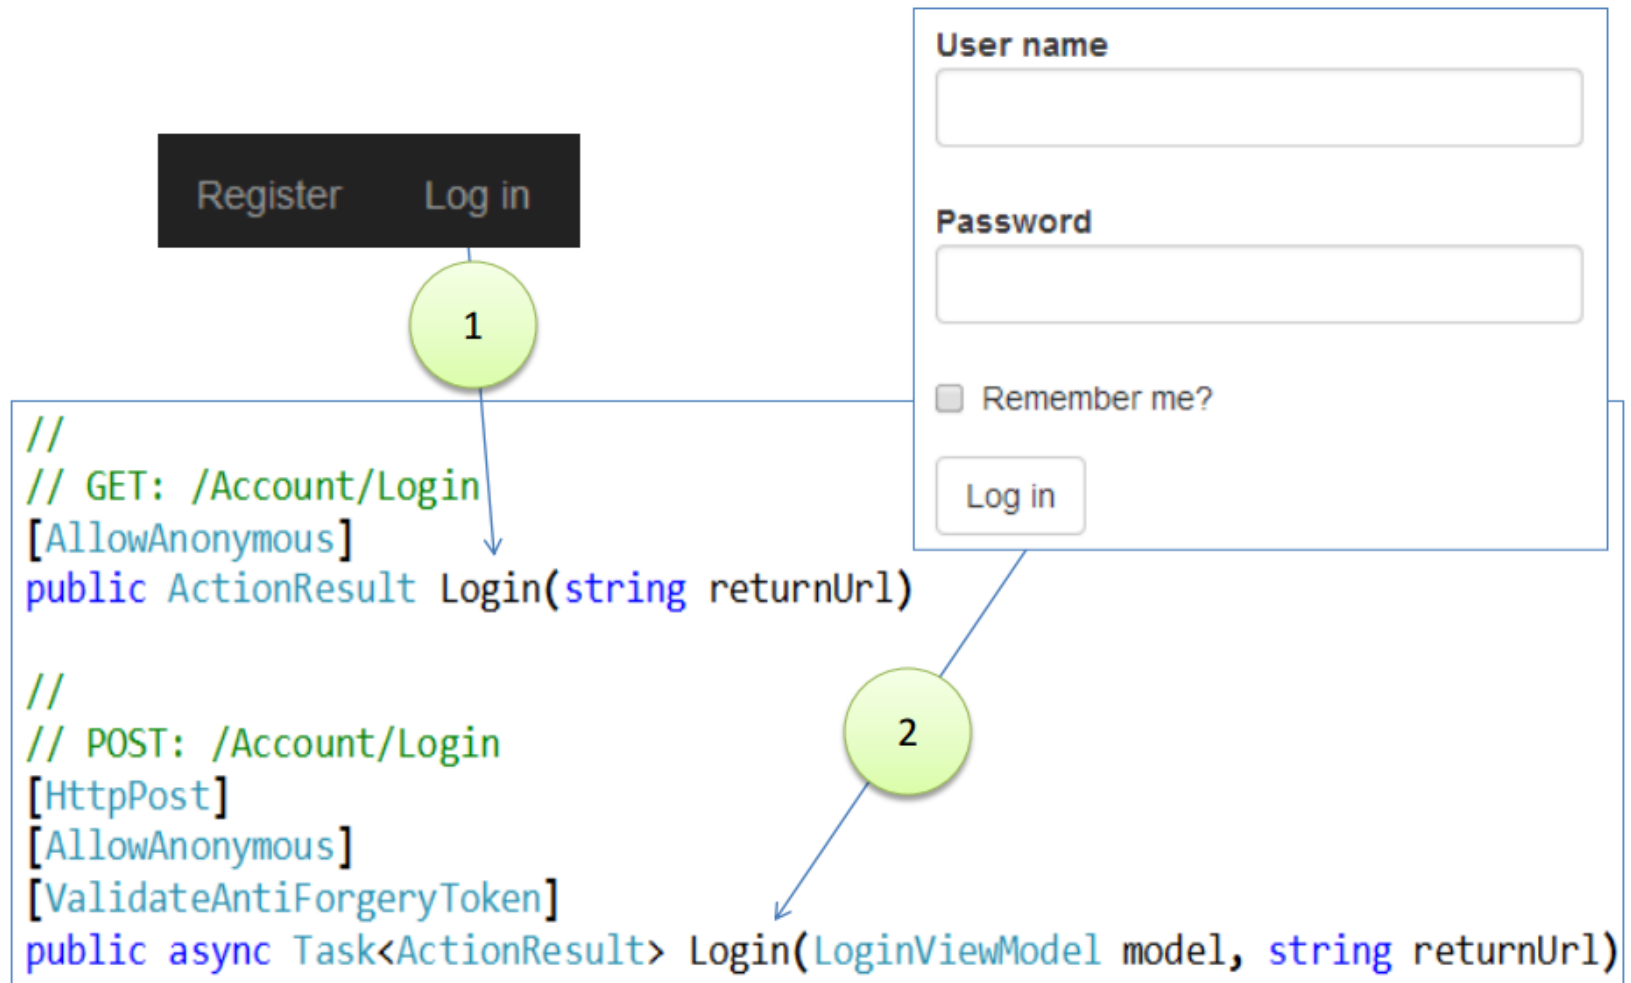 Register Log in
1
User name
Password
Remember me?
Log in
//
// GET: /Account/Login
[AllowAnonymous]
public ActionResult Login(string returnUrl)
//
// POST: /Account/Login
[HttpPost]
[AllowAnonymous]
[ValidateAntiForgeryToken]
public async Task<ActionResult> Login(LoginViewModel model, string returnUrl)
2